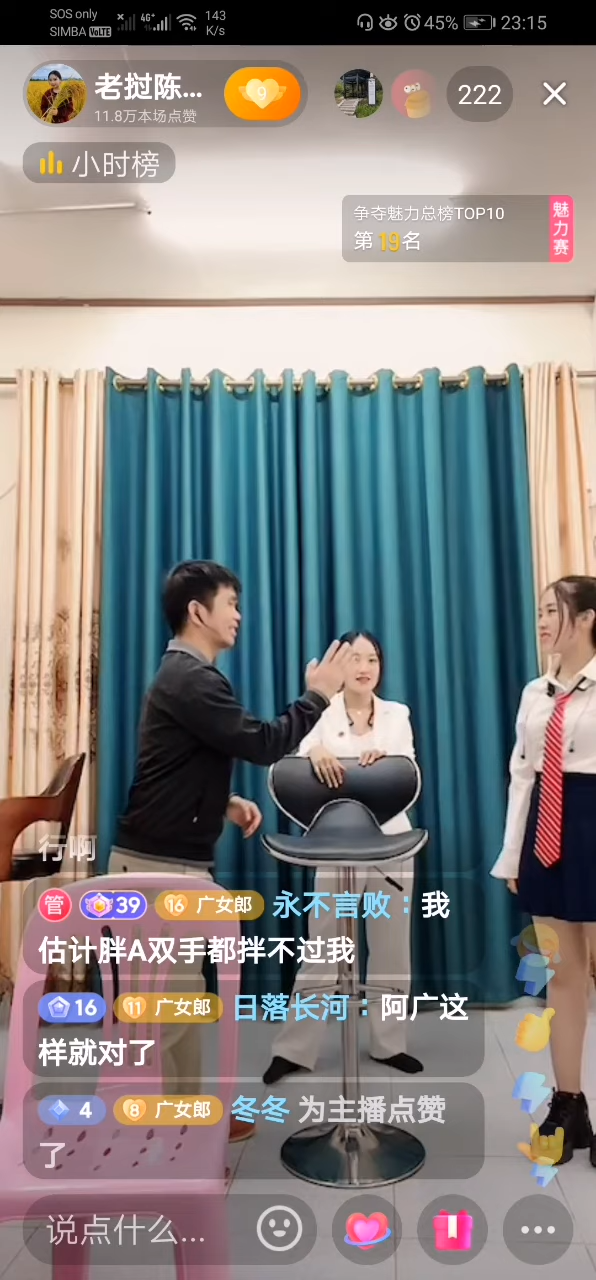 SOS only
SIMBA VoLTE
4G+
143
K/s
45%
23:15
老挝陈...
11.8万本场点赞
9
222
小时榜
争夺魅力总榜TOP10
第19名
魅力赛
行啊
管 39 16 广女郎 永不言败：我
估计胖A双手都拌不过我
16 11 广女郎 日落长河：阿广这
样就对了
4 8 广女郎 冬冬 为主播点赞
了
说点什么...